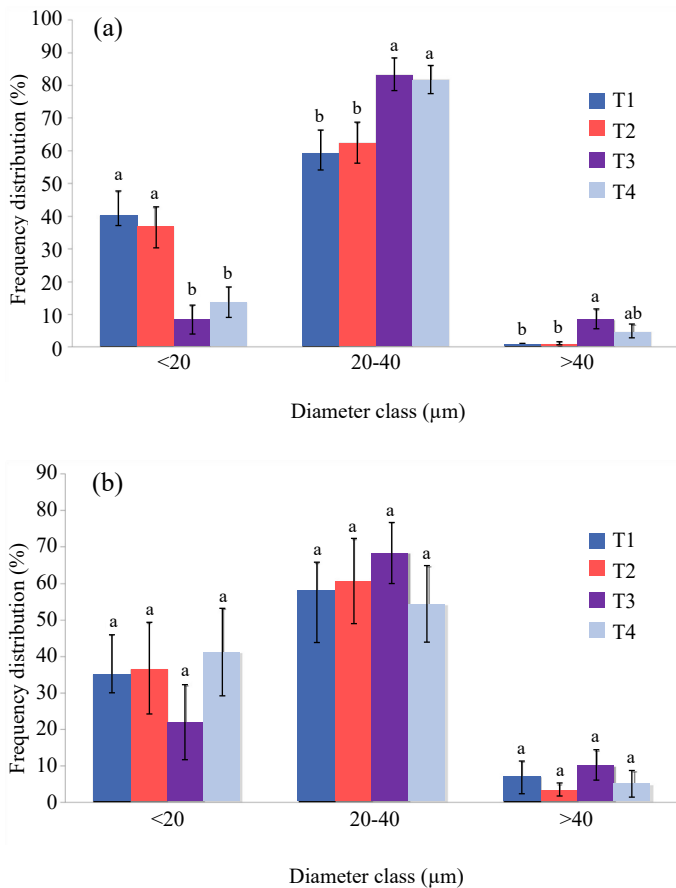 (a)
100
90
80
70
60
50
40
30
20
10
0
Frequency distribution (%)
a a b b
b b a a
b b a ab
T1
T2
T3
T4
<20 20-40 >40
Diameter class (µm)
(b)
90
80
70
60
50
40
30
20
10
0
Frequency distribution (%)
a a a a
a a a a
a a a a
T1
T2
T3
T4
<20 20-40 >40
Diameter class (µm)